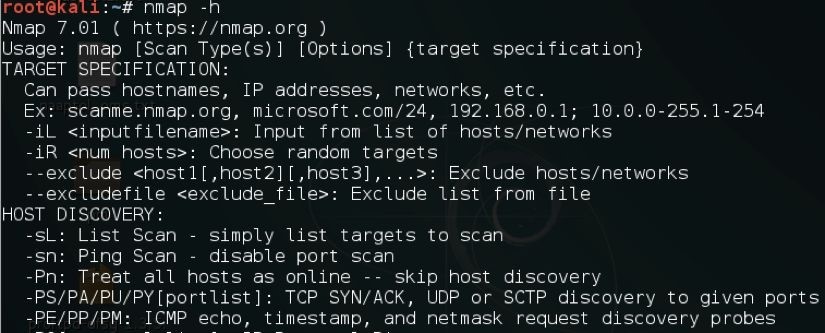 root@kali:~# nmap -h
Nmap 7.01 ( https://nmap.org )
Usage: nmap [Scan Type(s)] [Options] {target specification}
TARGET SPECIFICATION:
  Can pass hostnames, IP addresses, networks, etc.
  Ex: scanme.nmap.org, microsoft.com/24, 192.168.0.1; 10.0.0-255.1-254
  -iL <inputfilename>: Input from list of hosts/networks
  -iR <num hosts>: Choose random targets
  --exclude <host1[,host2][,host3],...>: Exclude hosts/networks
  --excludefile <exclude_file>: Exclude list from file
HOST DISCOVERY:
  -sL: List Scan - simply list targets to scan
  -sn: Ping Scan - disable port scan
  -Pn: Treat all hosts as online -- skip host discovery
  -PS/PA/PU/PY[portlist]: TCP SYN/ACK, UDP or SCTP discovery to given ports
  -PE/PP/PM: ICMP echo, timestamp, and netmask request discovery probes